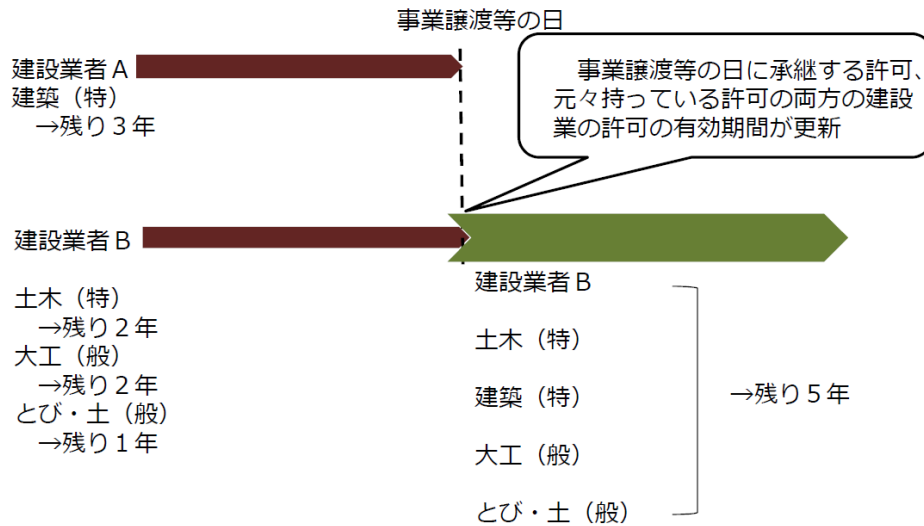 事業譲渡等の日
建設業者A
建築（特）
→残り３年
事業譲渡等の日に承継する許可、
元々持っている許可の両方の建設
業の許可の有効期間が更新
建設業者B
土木（特）
→残り２年
大工（般）
→残り２年
とび・土（般）
→残り１年
建設業者B
土木（特）
建築（特）
大工（般）
とび・土（般）
→残り５年